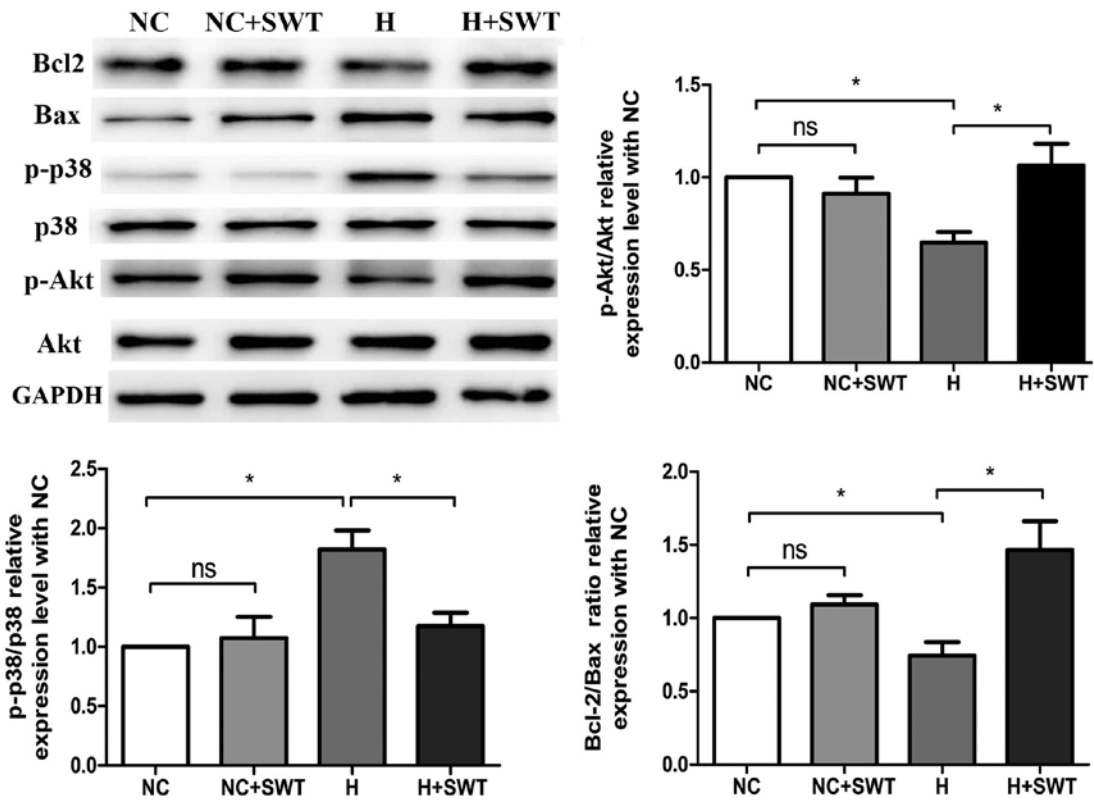 NC NC+SWT H H+SWT
Bcl2
Bax
p-p38
p38
p-Akt
Akt
GAPDH
p-Akt/Akt relative
expression level with NC
1.5
1.0
0.5
0.0
*
*
ns
NC NC+SWT H H+SWT
p-p38/p38 relative
expression level with NC
2.5
2.0
1.5
1.0
0.5
0.0
*
*
ns
NC NC+SWT H H+SWT
Bcl-2/Bax ratio relative
expression with NC
2.0
1.5
1.0
0.5
0.0
*
*
ns
NC NC+SWT H H+SWT